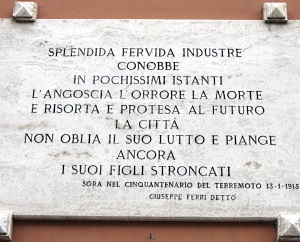 SPLENDIDA FERVIDA INDUSTRE
CONOBBE
IN POCHISSIMI ISTANTI
L'ANGOSCIA L'ORRORE LA MORTE
E RISORTA E PROTESA AL FUTURO
LA CITTÀ
NON OBLIA IL SUO LUTTO E PIANGE
ANCORA
I SUOI FIGLI STRONCATI
SORA NEL CINQUANTENARIO DEL TERREMOTO 13-1-1915
GIUSEPPE FERRI DETTÒ